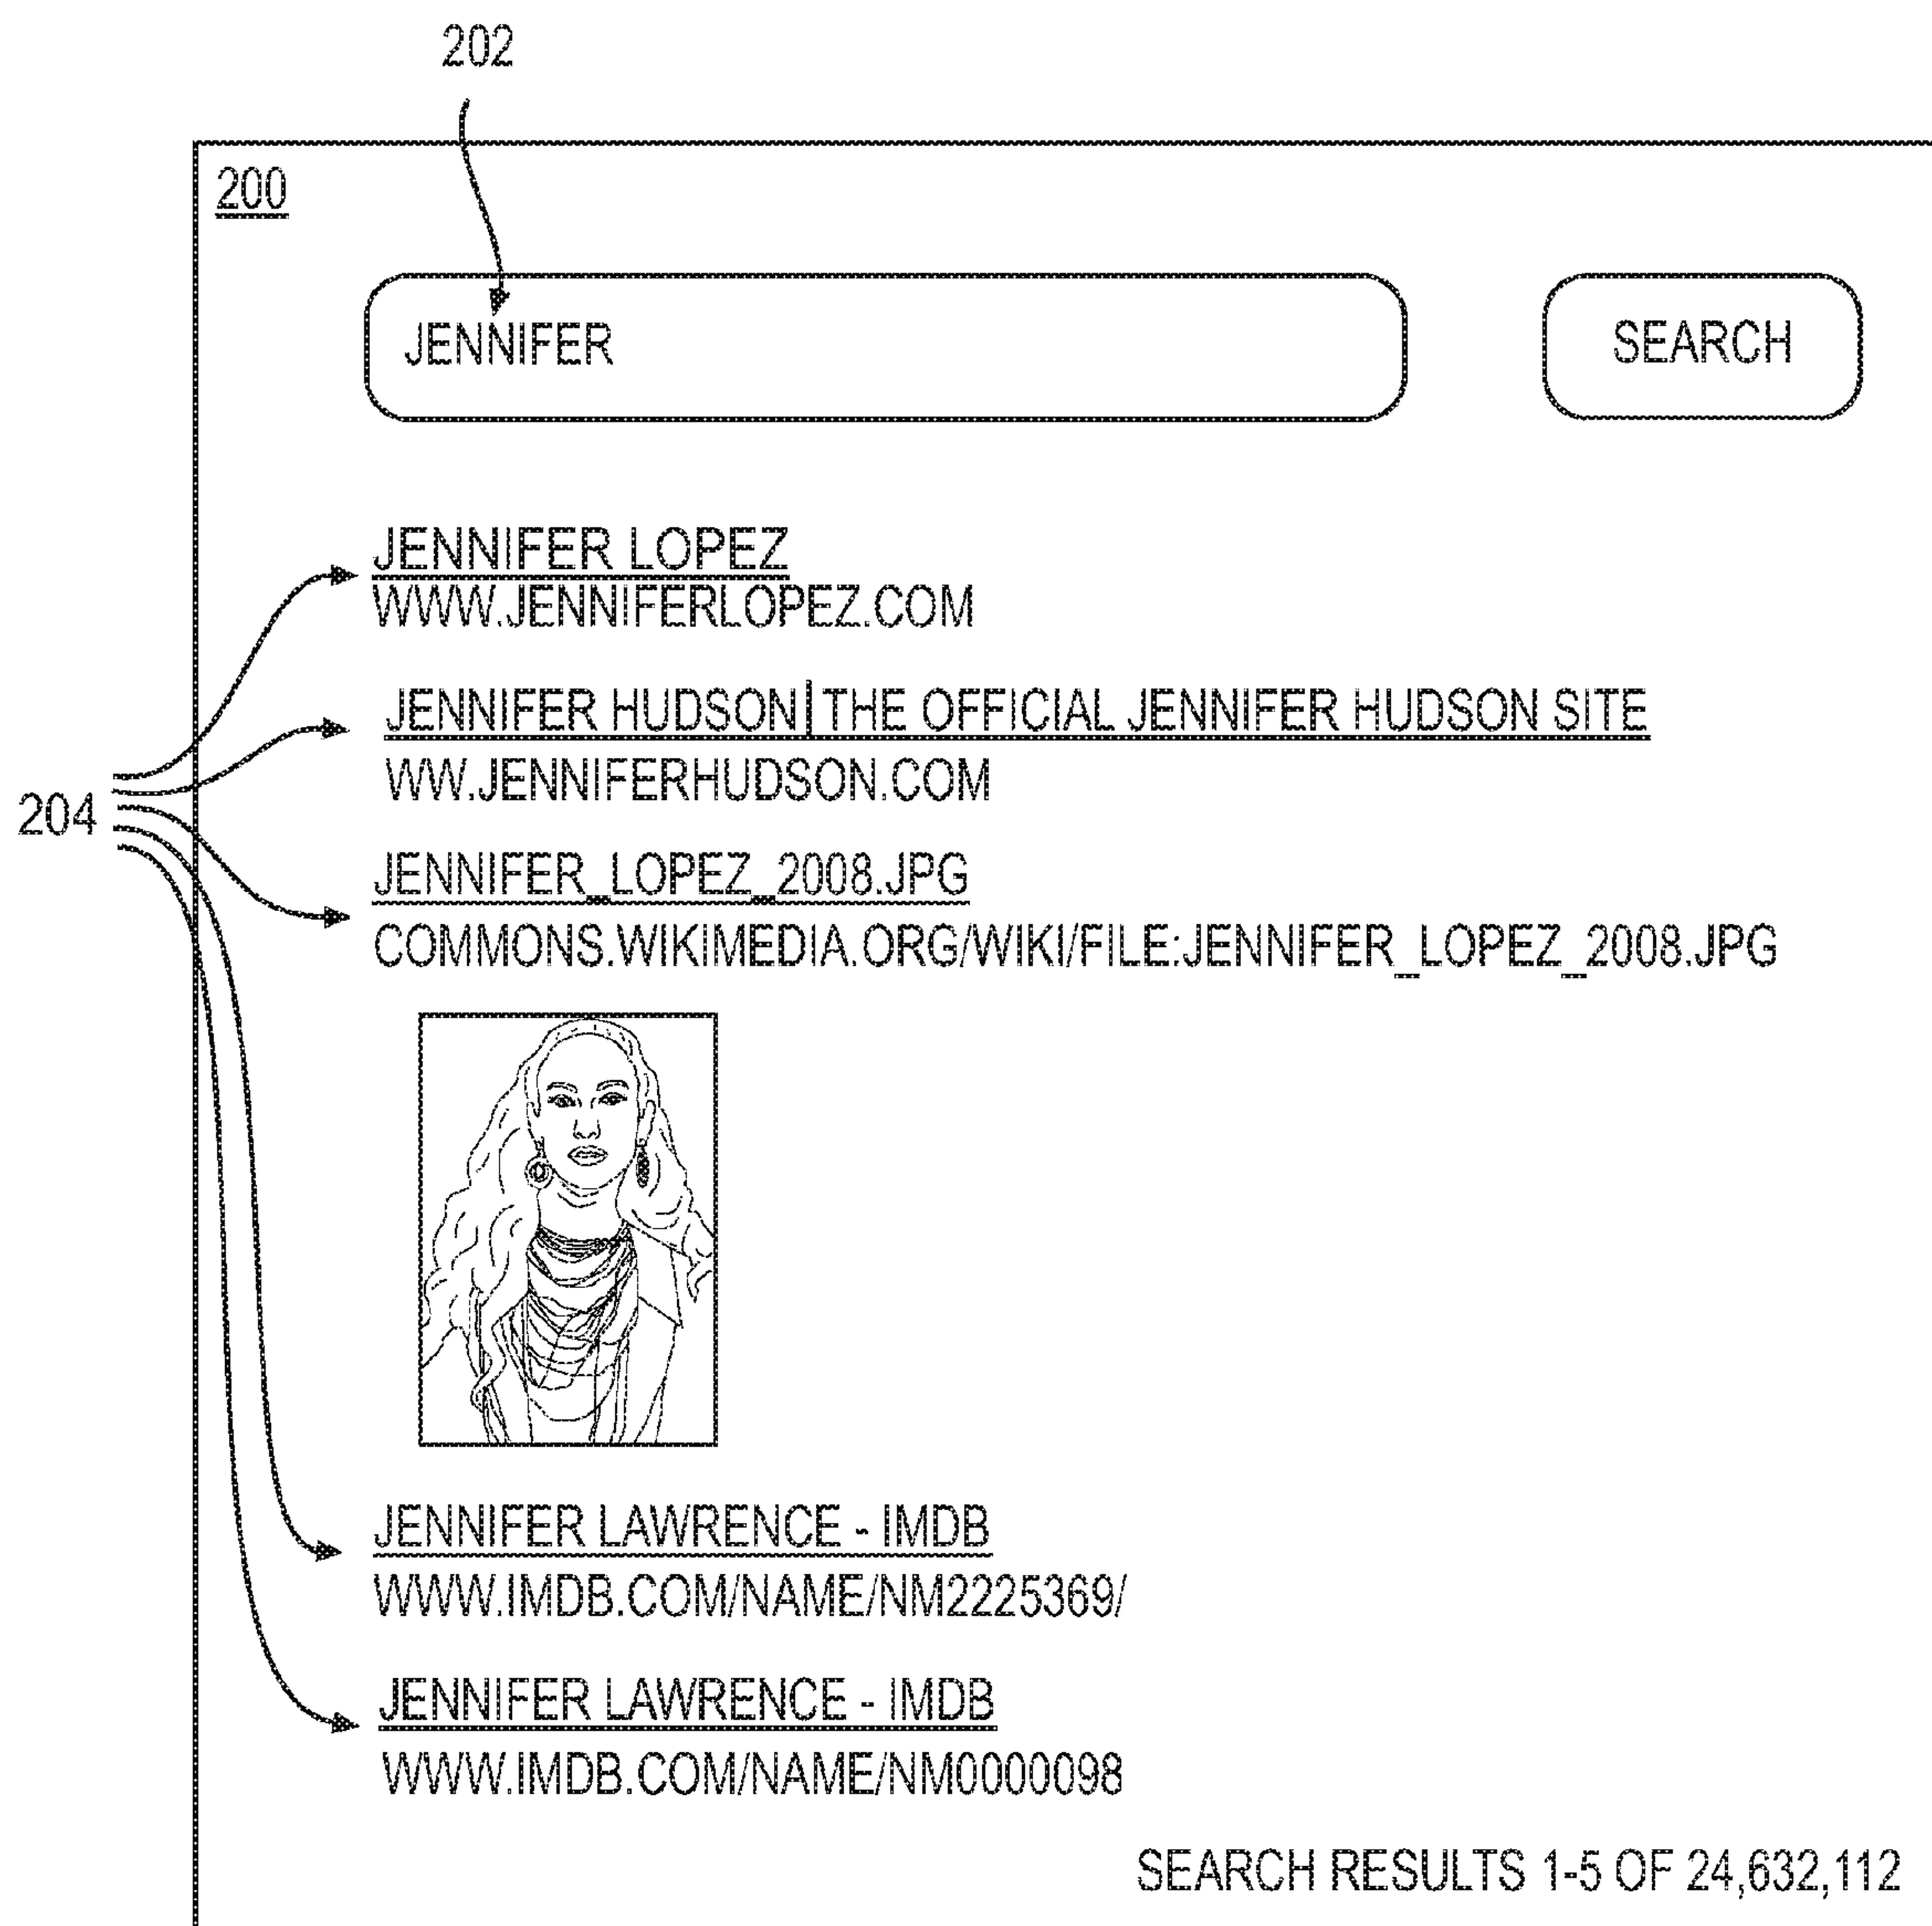 202
200
JENNIFER
SEARCH
JENNIFER LOPEZ
WWW.JENNIFERLOPEZ.COM
JENNIFER HUDSON|THE OFFICIAL JENNIFER HUDSON SITE
WW.JENNIFERHUDSON.COM
204
JENNIFER_LOPEZ_2008.JPG
COMMONS.WIKIMEDIA.ORG/WIKI/FILE:JENNIFER_LOPEZ_2008.JPG
JENNIFER LAWRENCE - IMDB
WWW.IMDB.COM/NAME/NM2225369/
JENNIFER LAWRENCE - IMDB
WWW.IMDB.COM/NAME/NM0000098
SEARCH RESULTS 1-5 OF 24,632,112